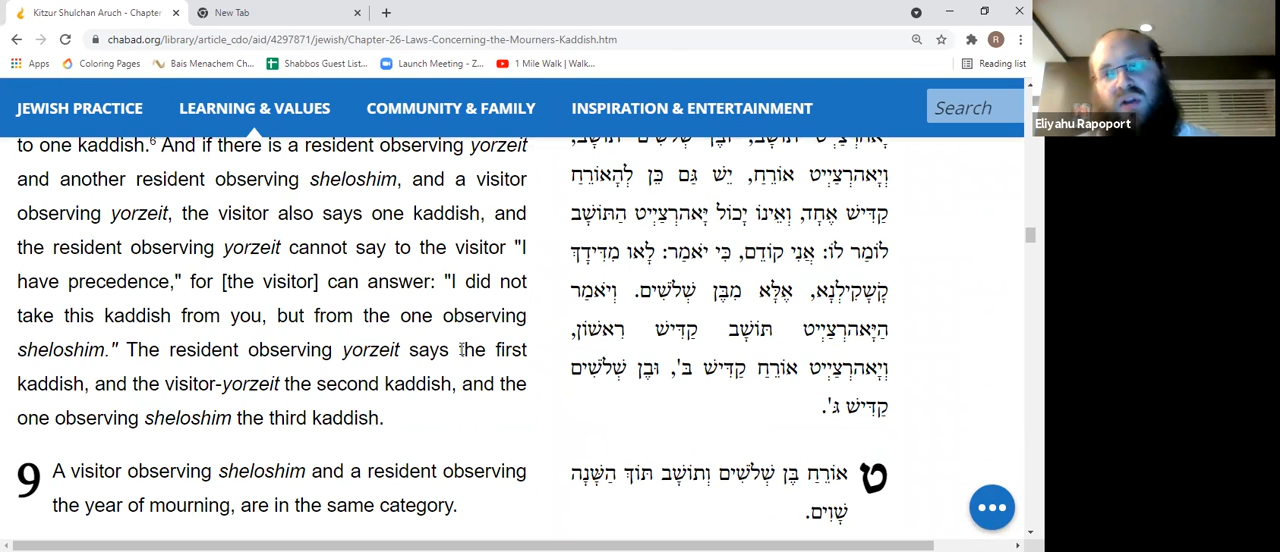 Kitzur Shulchan Aruch - Chapter
New Tab
chabad.org/library/article_cdo/aid/4297871/jewish/Chapter-26-Laws-Concerning-the-Mourners-Kaddish.htm
R
Apps
Coloring Pages
Bais Menachem Ch...
Shabbos Guest List...
Launch Meeting - Z...
1 Mile Walk | Walk...
Reading list
JEWISH PRACTICE
LEARNING & VALUES
COMMUNITY & FAMILY
INSPIRATION & ENTERTAINMENT
Search
Eliyahu Rapoport
to one kaddish.⁶ And if there is a resident observing yorzeit
and another resident observing sheloshim, and a visitor
observing yorzeit, the visitor also says one kaddish, and
the resident observing yorzeit cannot say to the visitor "I
have precedence," for [the visitor] can answer: "I did not
take this kaddish from you, but from the one observing
sheloshim." The resident observing yorzeit says the first
kaddish, and the visitor-yorzeit the second kaddish, and the
one observing sheloshim the third kaddish.
9 A visitor observing sheloshim and a resident observing
the year of mourning, are in the same category.
יָאהרְצַייט תּוֹשָׁב, וּבֶן שְׁלֹשִׁים תּוֹשָׁב,
וְיָאהרְצַייט אוֹרֵחַ, יֵשׁ גַּם כֵּן לְהָאוֹרֵחַ
קַדִּישׁ אֶחָד, וְאֵינוֹ יָכוֹל יָאהרְצַייט הַתּוֹשָׁב
לוֹמַר לוֹ: אֲנִי קוֹדֵם, כִּי יֹאמַר: לָאו מִדִּידָךְ
קָשָׁקִילְנָא, אֶלָּא מִבֶּן שְׁלֹשִׁים. וְיֹאמַר
הַיָּאהרְצַייט תּוֹשָׁב קַדִּישׁ רִאשׁוֹן,
וְיָאהרְצַייט אוֹרֵחַ קַדִּישׁ ב', וּבֶן שְׁלֹשִׁים
קַדִּישׁ ג'.
ט אוֹרֵחַ בֶּן שְׁלֹשִׁים וְתוֹשָׁב תּוֹךְ הַשָּׁנָה
שָׁוִים.